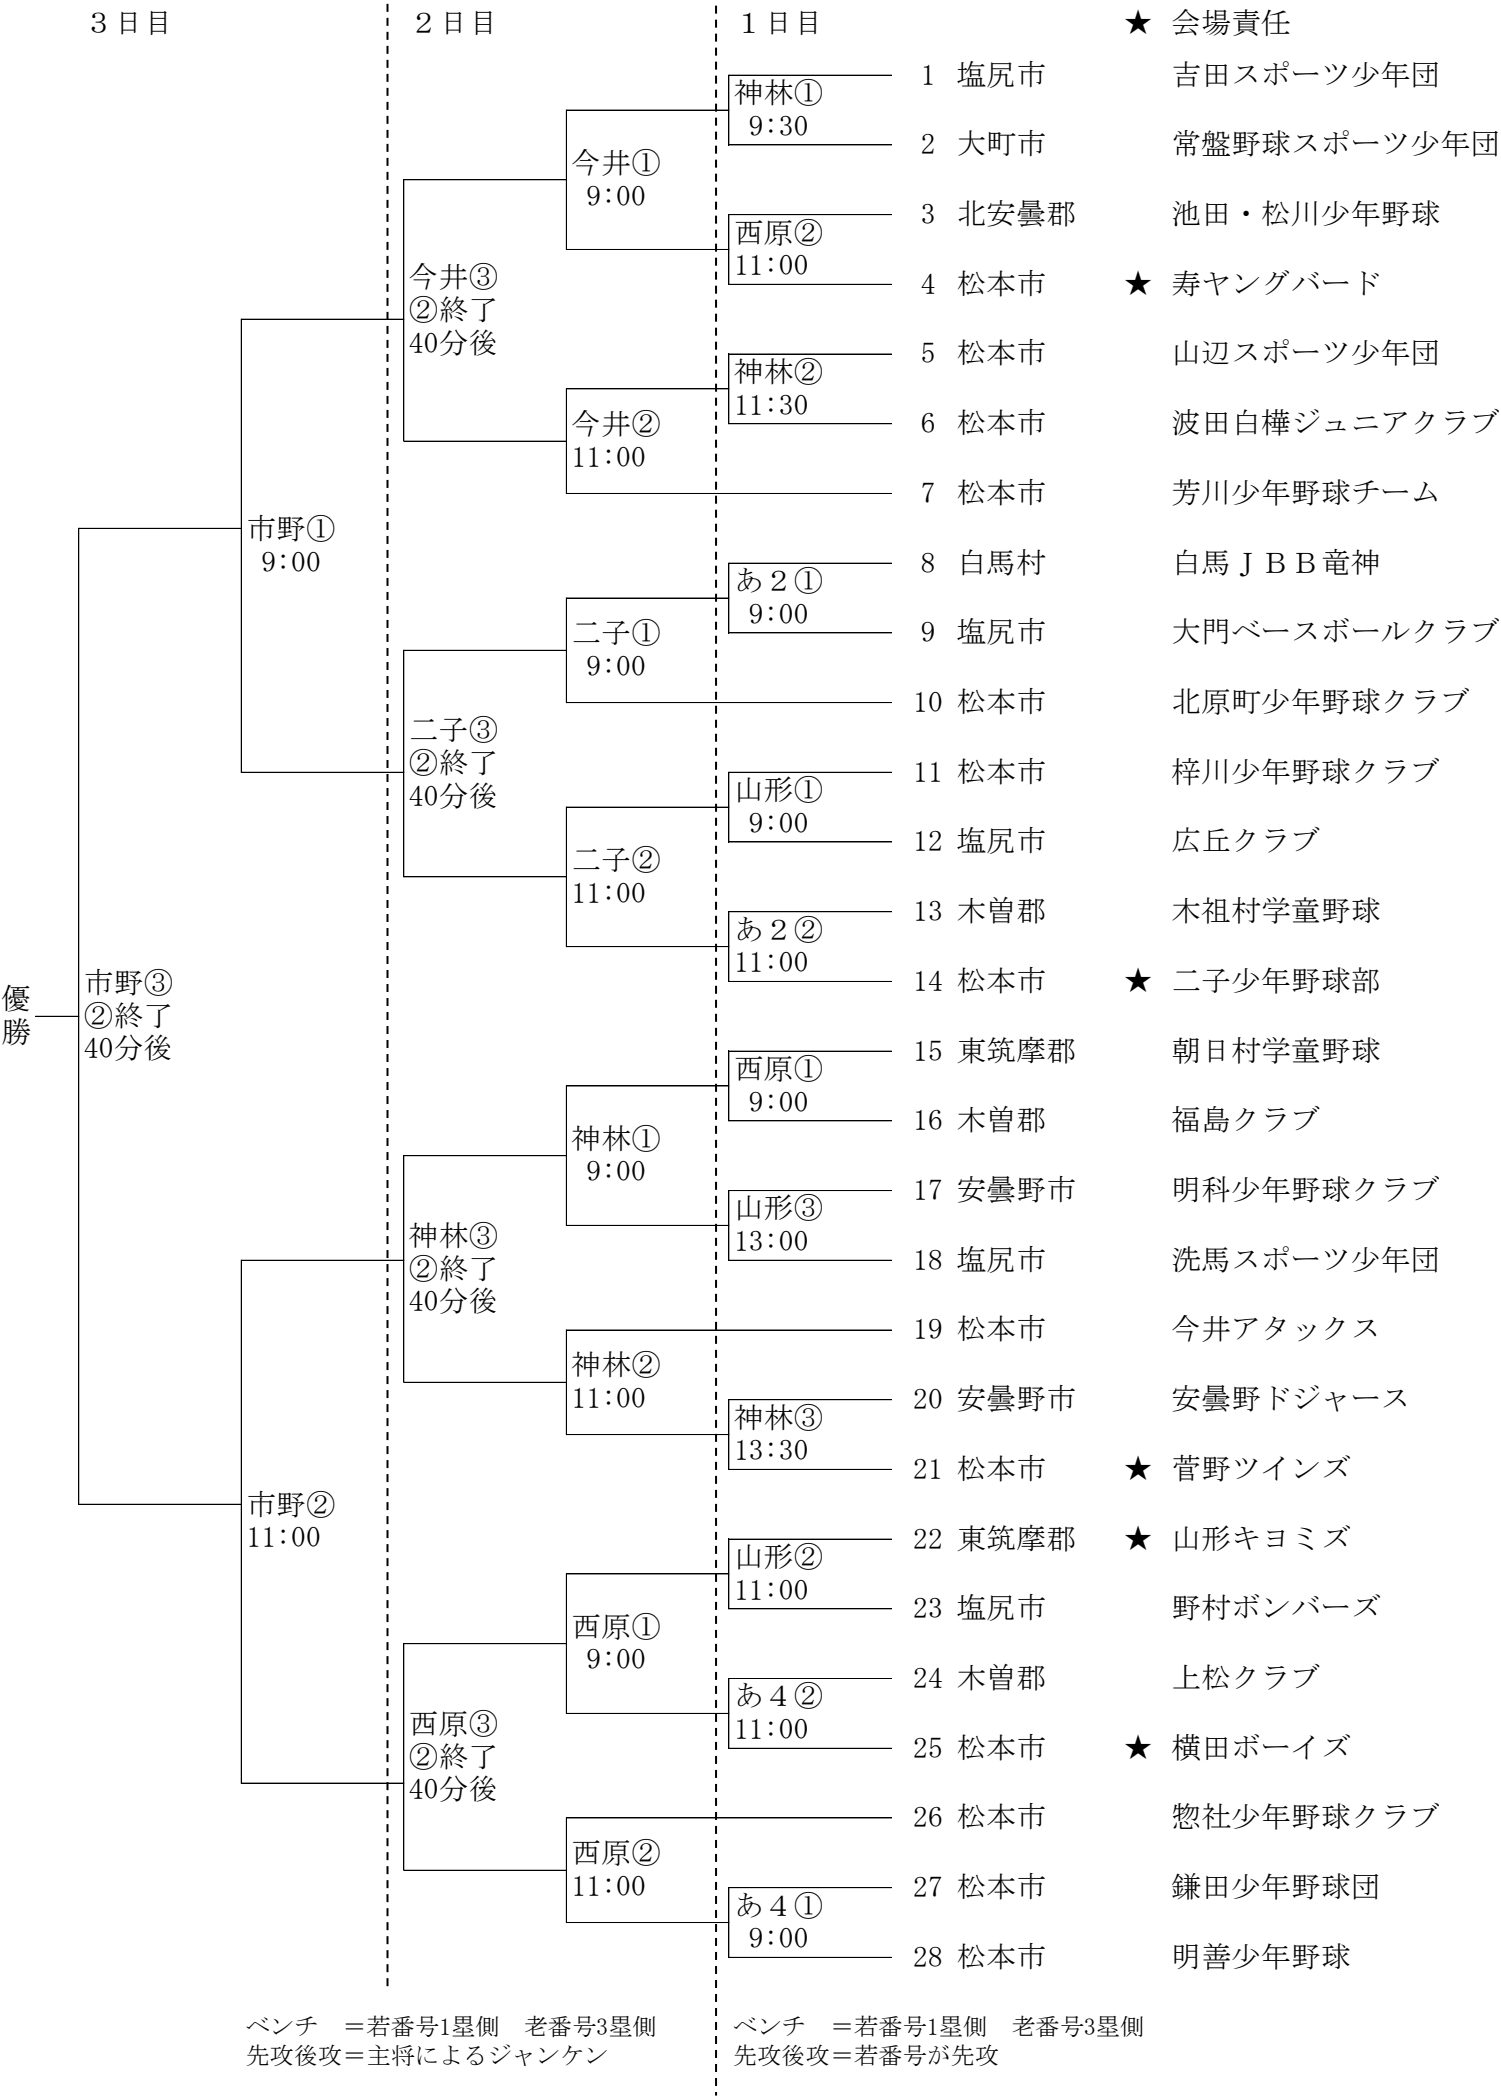 ３日目
２日目
１日目
★ 会場責任
1 塩尻市 吉田スポーツ少年団
神林①
9:30
2 大町市 常盤野球スポーツ少年団
今井①
9:00
3 北安曇郡 池田・松川少年野球
西原②
11:00
4 松本市 ★ 寿ヤングバード
今井③
②終了
40分後
5 松本市 山辺スポーツ少年団
神林②
11:30
6 松本市 波田白樺ジュニアクラブ
今井②
11:00
7 松本市 芳川少年野球チーム
市野①
9:00
8 白馬村 白馬ＪＢＢ竜神
あ２①
9:00
9 塩尻市 大門ベースボールクラブ
二子①
9:00
10 松本市 北原町少年野球クラブ
二子③
②終了
40分後
11 松本市 梓川少年野球クラブ
山形①
9:00
12 塩尻市 広丘クラブ
二子②
11:00
13 木曽郡 木祖村学童野球
あ２②
11:00
14 松本市 ★ 二子少年野球部
優勝
市野③
②終了
40分後
15 東筑摩郡 朝日村学童野球
西原①
9:00
16 木曽郡 福島クラブ
神林①
9:00
17 安曇野市 明科少年野球クラブ
山形③
13:00
18 塩尻市 洗馬スポーツ少年団
神林③
②終了
40分後
19 松本市 今井アタックス
神林②
11:00
20 安曇野市 安曇野ドジャース
神林③
13:30
21 松本市 ★ 菅野ツインズ
市野②
11:00
22 東筑摩郡 ★ 山形キヨミズ
山形②
11:00
23 塩尻市 野村ボンバーズ
西原①
9:00
24 木曽郡 上松クラブ
あ４②
11:00
25 松本市 ★ 横田ボーイズ
西原③
②終了
40分後
26 松本市 惣社少年野球クラブ
西原②
11:00
27 松本市 鎌田少年野球団
あ４①
9:00
28 松本市 明善少年野球
ベンチ　＝若番号1塁側　老番号3塁側
先攻後攻＝主将によるジャンケン
ベンチ　＝若番号1塁側　老番号3塁側
先攻後攻＝若番号が先攻